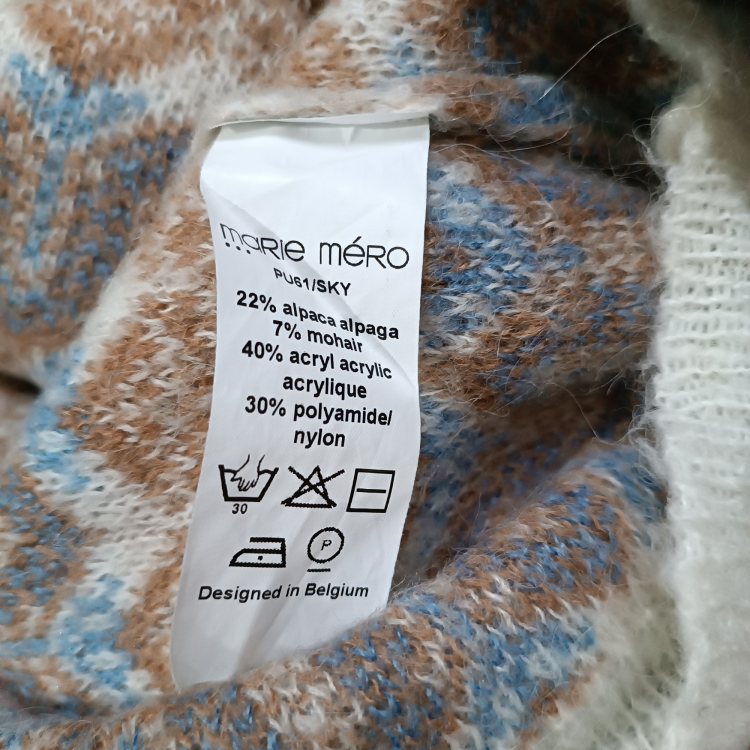 marie méro
PU61/SKY
22% alpaca alpaga
7% mohair
40% acryl acrylic
acrylique
30% polyamide/
nylon
30
P
Designed in Belgium